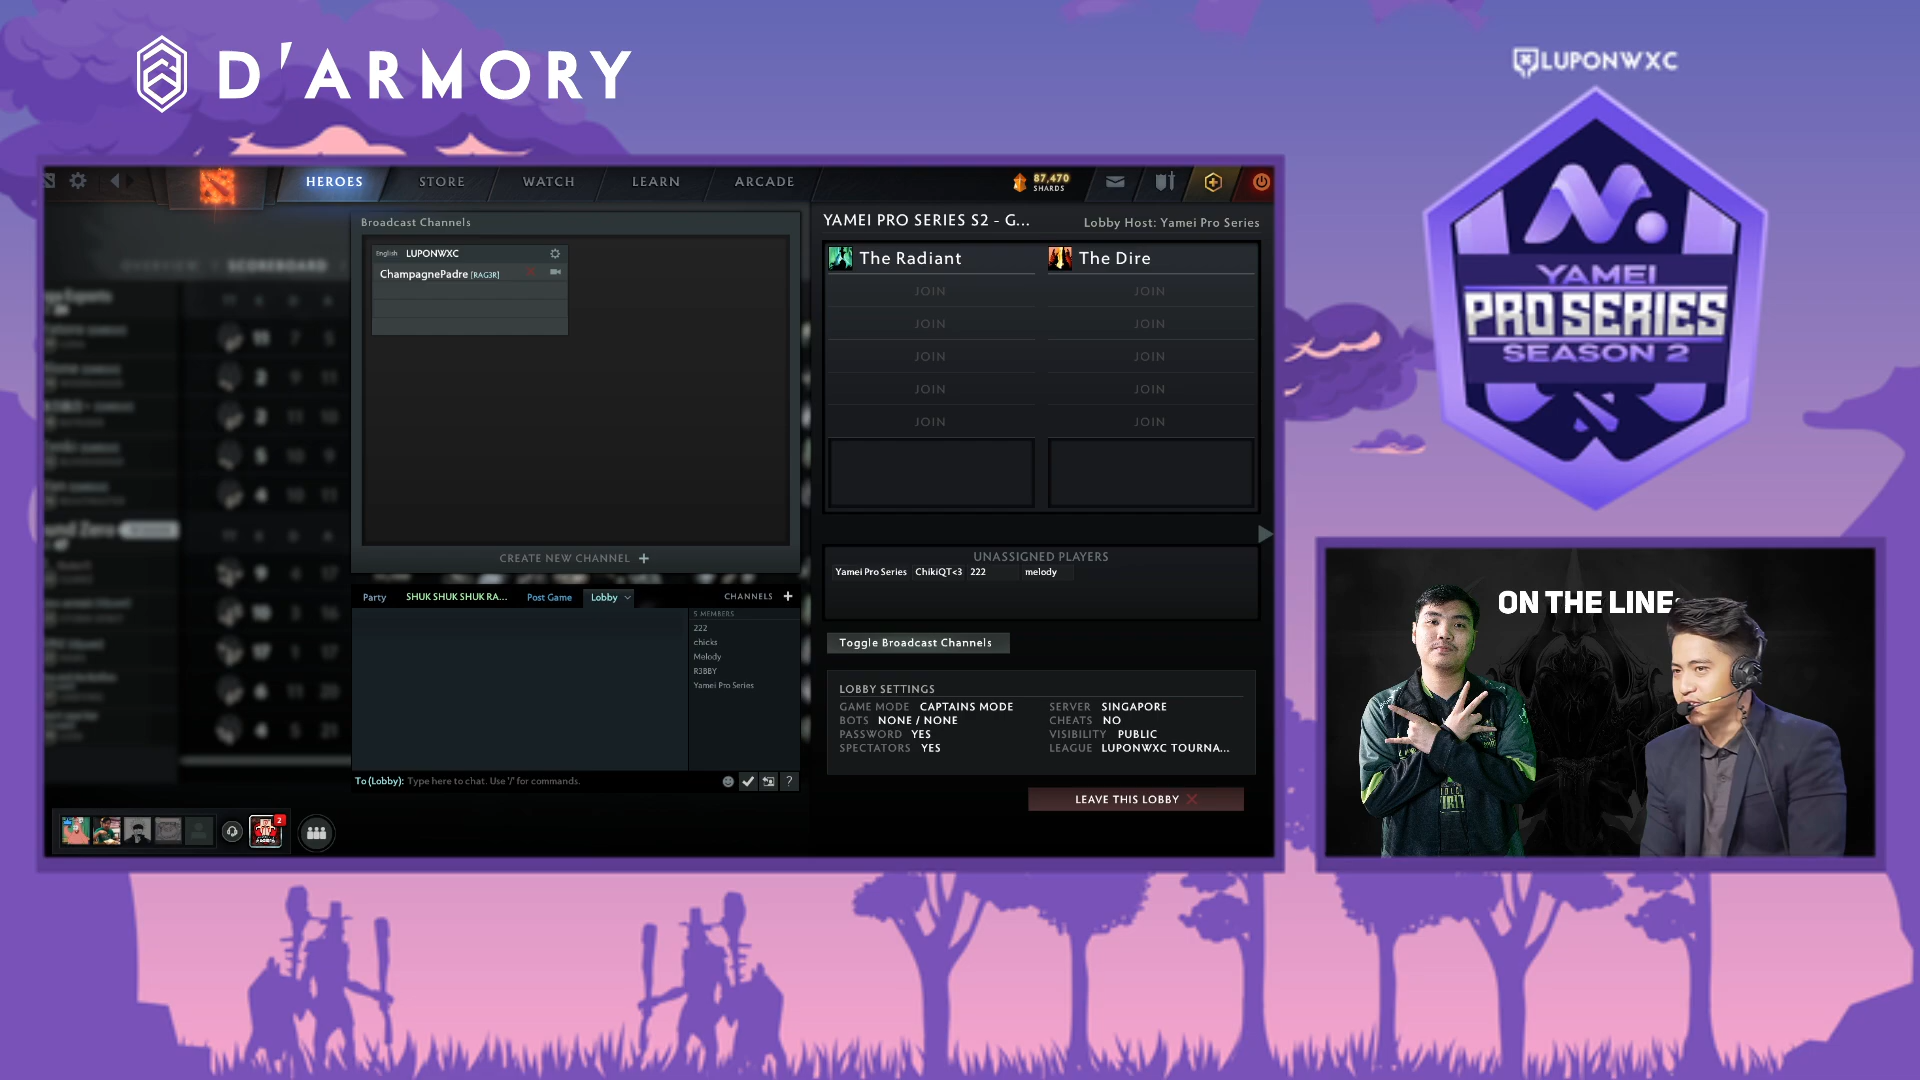 D'ARMORY
LUPONWXC
YAMEI
PRO SERIES
SEASON 2
HEROES
STORE
WATCH
LEARN
ARCADE
87,470
SHARDS
Broadcast Channels
English LUPONWXC
ChampagnePadre [RAG3R]
CREATE NEW CHANNEL +
YAMEI PRO SERIES S2 - G...
Lobby Host: Yamei Pro Series
The Radiant
The Dire
JOIN JOIN
JOIN JOIN
JOIN JOIN
JOIN JOIN
JOIN JOIN
UNASSIGNED PLAYERS
Yamei Pro Series ChikiQT<3 222 melody
Toggle Broadcast Channels
LOBBY SETTINGS
GAME MODE CAPTAINS MODE SERVER SINGAPORE
BOTS NONE / NONE CHEATS NO
PASSWORD YES VISIBILITY PUBLIC
SPECTATORS YES LEAGUE LUPONWXC TOURNA...
LEAVE THIS LOBBY X
OVERVIEW
SCOREBOARD
Party SHUK SHUK SHUK RA... Post Game Lobby CHANNELS +
5 MEMBERS
222
chicks
Melody
R3BBY
Yamei Pro Series
To (Lobby): Type here to chat. Use '/' for commands.
?
2
ON THE LINE: